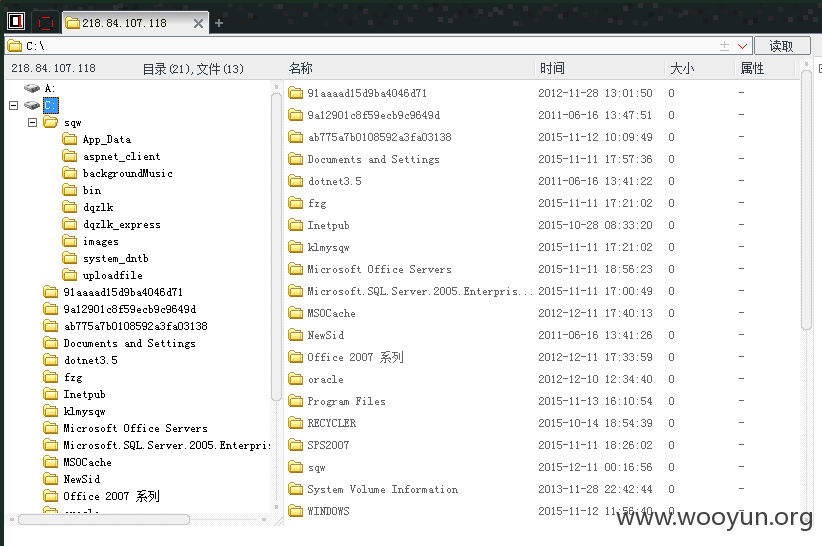 218.84.107.118
C:\
读取
218.84.107.118 目录(21),文件(13) 名称 时间 大小 属性
A:
C:
sqw
App_Data
aspnet_client
backgroundMusic
bin
dqzlk
dqzlk_express
images
system_dntb
uploadfile
91aaaad15d9ba4046d71
9a12901c8f59ecb9c9649d
ab775a7b0108592a3fa03138
Documents and Settings
dotnet3.5
fzg
Inetpub
klmysqw
Microsoft Office Servers
Microsoft.SQL.Server.2005.Enterpris
MSOCache
NewSid
Office 2007 系列
oracle
91aaaad15d9ba4046d71 2012-11-28 13:01:50 0 -
9a12901c8f59ecb9c9649d 2011-06-16 13:47:51 0 -
ab775a7b0108592a3fa03138 2015-11-12 10:09:49 0 -
Documents and Settings 2015-11-11 17:57:36 0 -
dotnet3.5 2011-06-16 13:41:22 0 -
fzg 2015-11-11 17:21:02 0 -
Inetpub 2015-10-28 08:33:20 0 -
klmysqw 2015-11-11 17:21:02 0 -
Microsoft Office Servers 2015-11-11 18:56:23 0 -
Microsoft.SQL.Server.2005.Enterpris... 2015-11-11 17:00:49 0 -
MSOCache 2012-12-11 17:40:13 0 -
NewSid 2011-06-16 13:41:26 0 -
Office 2007 系列 2012-12-11 17:33:59 0 -
oracle 2012-12-10 12:34:40 0 -
Program Files 2015-11-13 16:10:54 0 -
RECYCLER 2015-10-14 18:54:39 0 -
SPS2007 2015-11-11 18:26:02 0 -
sqw 2015-12-11 00:16:56 0 -
System Volume Information 2013-11-28 22:42:44 0 -
WINDOWS 2015-11-12 11:56:40 0 -
www.wooyun.org